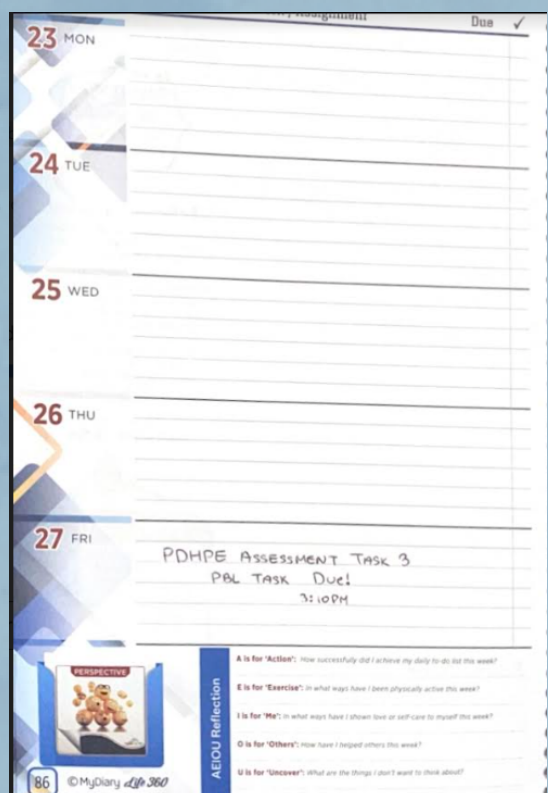 Assignment Due ✓
23 MON
24 TUE
25 WED
26 THU
27 FRI
PDHPE ASSESSMENT TASK 3
PBL TASK DUE!
3:10PM
PERSPECTIVE
AEIOU Reflection
A is for 'Action': How successfully did I achieve my daily to-do list this week?
E is for 'Exercise': In what ways have I been physically active this week?
I is for 'Me': In what ways have I shown love or self-care to myself this week?
O is for 'Others': How have I helped others this week?
U is for 'Uncover': What are the things I don't want to think about?
86 ©MyDiary Life 360